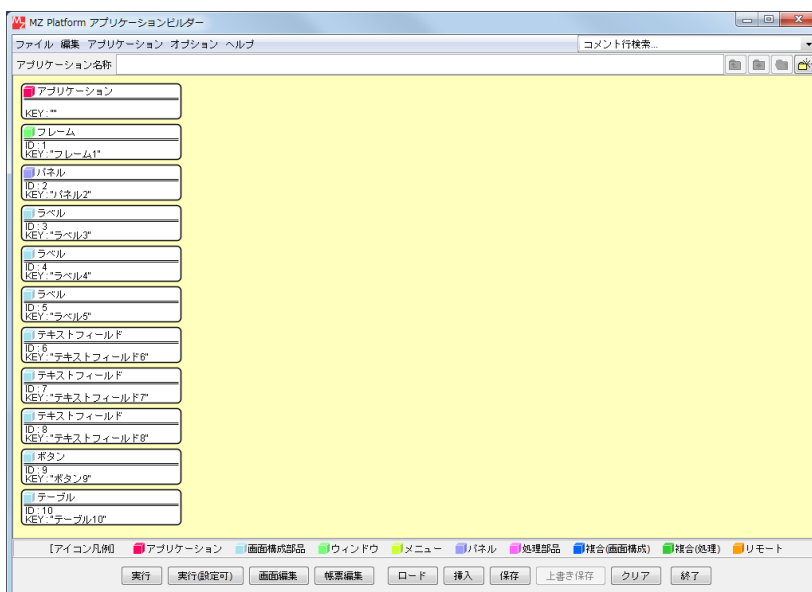 MZ Platform アプリケーションビルダー
ファイル 編集 アプリケーション オプション ヘルプ コメント行検索...
アプリケーション名称
アプリケーション
KEY:""
フレーム
ID:1
KEY:"フレーム1"
パネル
ID:2
KEY:"パネル2"
ラベル
ID:3
KEY:"ラベル3"
ラベル
ID:4
KEY:"ラベル4"
ラベル
ID:5
KEY:"ラベル5"
テキストフィールド
ID:6
KEY:"テキストフィールド6"
テキストフィールド
ID:7
KEY:"テキストフィールド7"
テキストフィールド
ID:8
KEY:"テキストフィールド8"
ボタン
ID:9
KEY:"ボタン9"
テーブル
ID:10
KEY:"テーブル10"
[アイコン凡例] アプリケーション 画面構成部品 ウィンドウ メニュー パネル 処理部品 複合(画面構成) 複合(処理) リモート
実行 実行(設定可) 画面編集 帳票編集 ロード 挿入 保存 上書き保存 クリア 終了